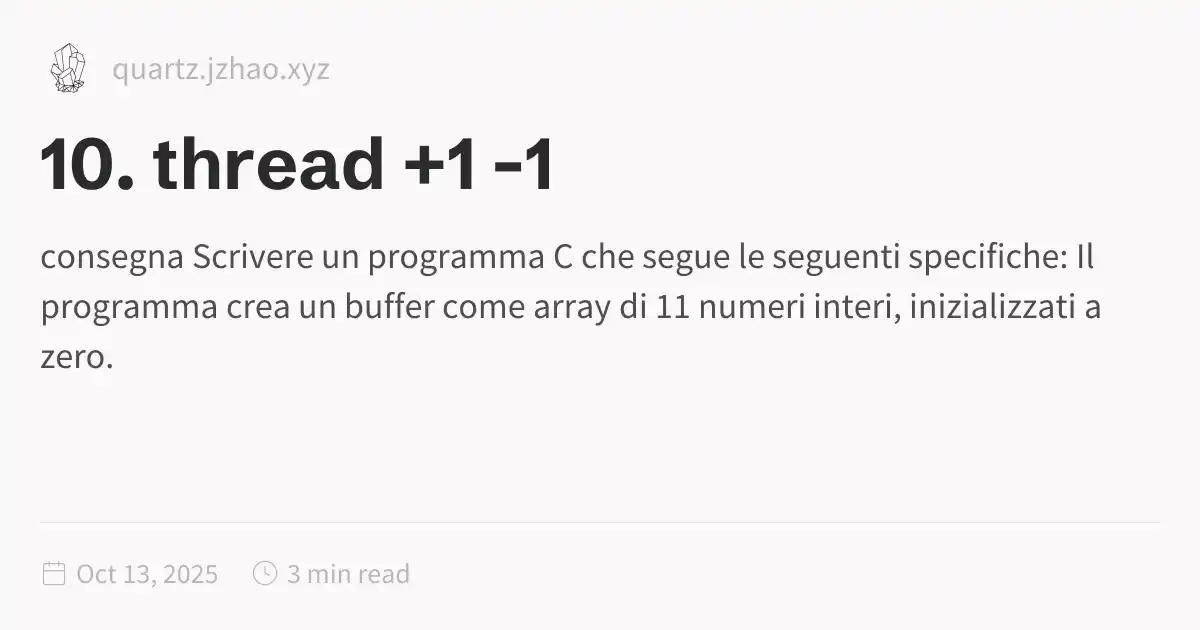 quartz.jzhao.xyz
10. thread +1 -1
consegna Scrivere un programma C che segue le seguenti specifiche: Il
programma crea un buffer come array di 11 numeri interi, inizializzati a
zero.
Oct 13, 2025 3 min read